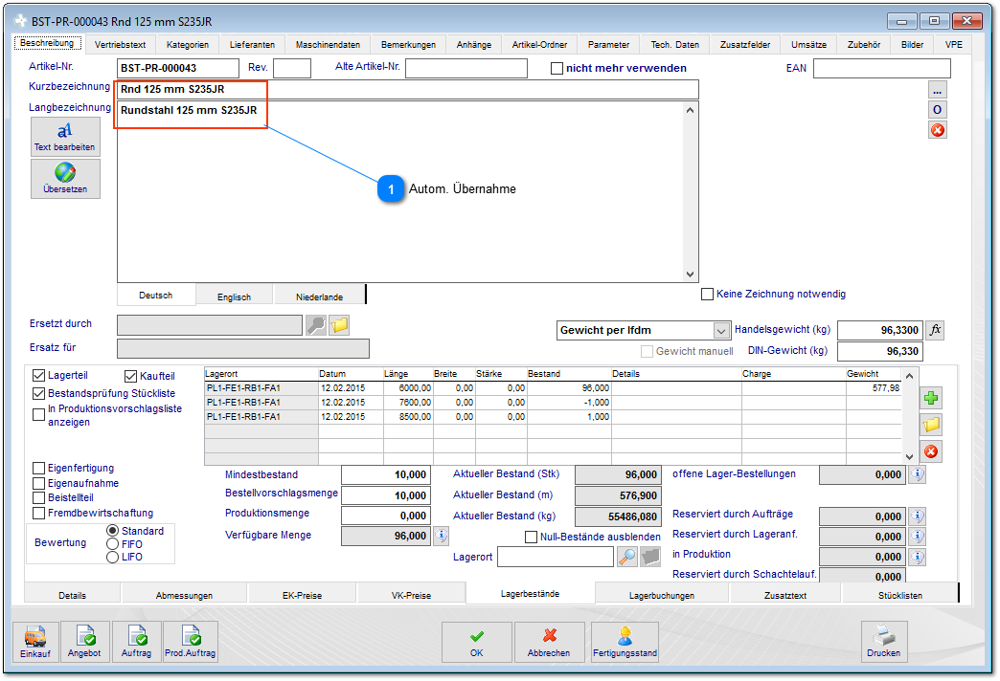 BST-PR-000043 Rnd 125 mm S235JR
Beschreibung Vertriebstext Kategorien Lieferanten Maschinendaten Bemerkungen Anhänge Artikel-Ordner Parameter Tech. Daten Zusatzfelder Umsätze Zubehör Bilder VPE
Artikel-Nr. BST-PR-000043 Rev. Alte Artikel-Nr. nicht mehr verwenden EAN
Kurzbezeichnung Rnd 125 mm S235JR ...
Langbezeichnung Rundstahl 125 mm S235JR O
Text bearbeiten
Übersetzen
1 Autom. Übernahme
Deutsch Englisch Niederlande
Keine Zeichnung notwendig
Ersetzt durch
Gewicht per lfdm Handelsgewicht (kg) 96,3300 fx
Ersatz für
Gewicht manuell DIN-Gewicht (kg) 96,330
Lagerteil Kaufteil
Bestandsprüfung Stückliste
In Produktionsvorschlagsliste
anzeigen
Lagerort Datum Länge Breite Stärke Bestand Details Charge Gewicht
PL1-FE1-RB1-FA1 12.02.2015 6000,00 0,00 0,00 96,000 577,98
PL1-FE1-RB1-FA1 12.02.2015 7600,00 0,00 0,00 -1,000
PL1-FE1-RB1-FA1 12.02.2015 8500,00 0,00 0,00 1,000
Eigenfertigung
Eigenaufnahme
Beistellteil
Fremdbewirtschaftung
Bewertung
Standard
FIFO
LIFO
Mindestbestand 10,000
Bestellvorschlagsmenge 10,000
Produktionsmenge 0,000
Verfügbare Menge 96,000
Aktueller Bestand (Stk) 96,000
Aktueller Bestand (m) 576,900
Aktueller Bestand (kg) 55486,080
Null-Bestände ausblenden
Lagerort
offene Lager-Bestellungen 0,000
Reserviert durch Aufträge 0,000
Reserviert durch Lageranf. 0,000
in Produktion 0,000
Reserviert durch Schachtelauf. 0,000
Details Abmessungen EK-Preise VK-Preise Lagerbestände Lagerbuchungen Zusatztext Stücklisten
Einkauf Angebot Auftrag Prod.Auftrag OK Abbrechen Fertigungsstand Drucken